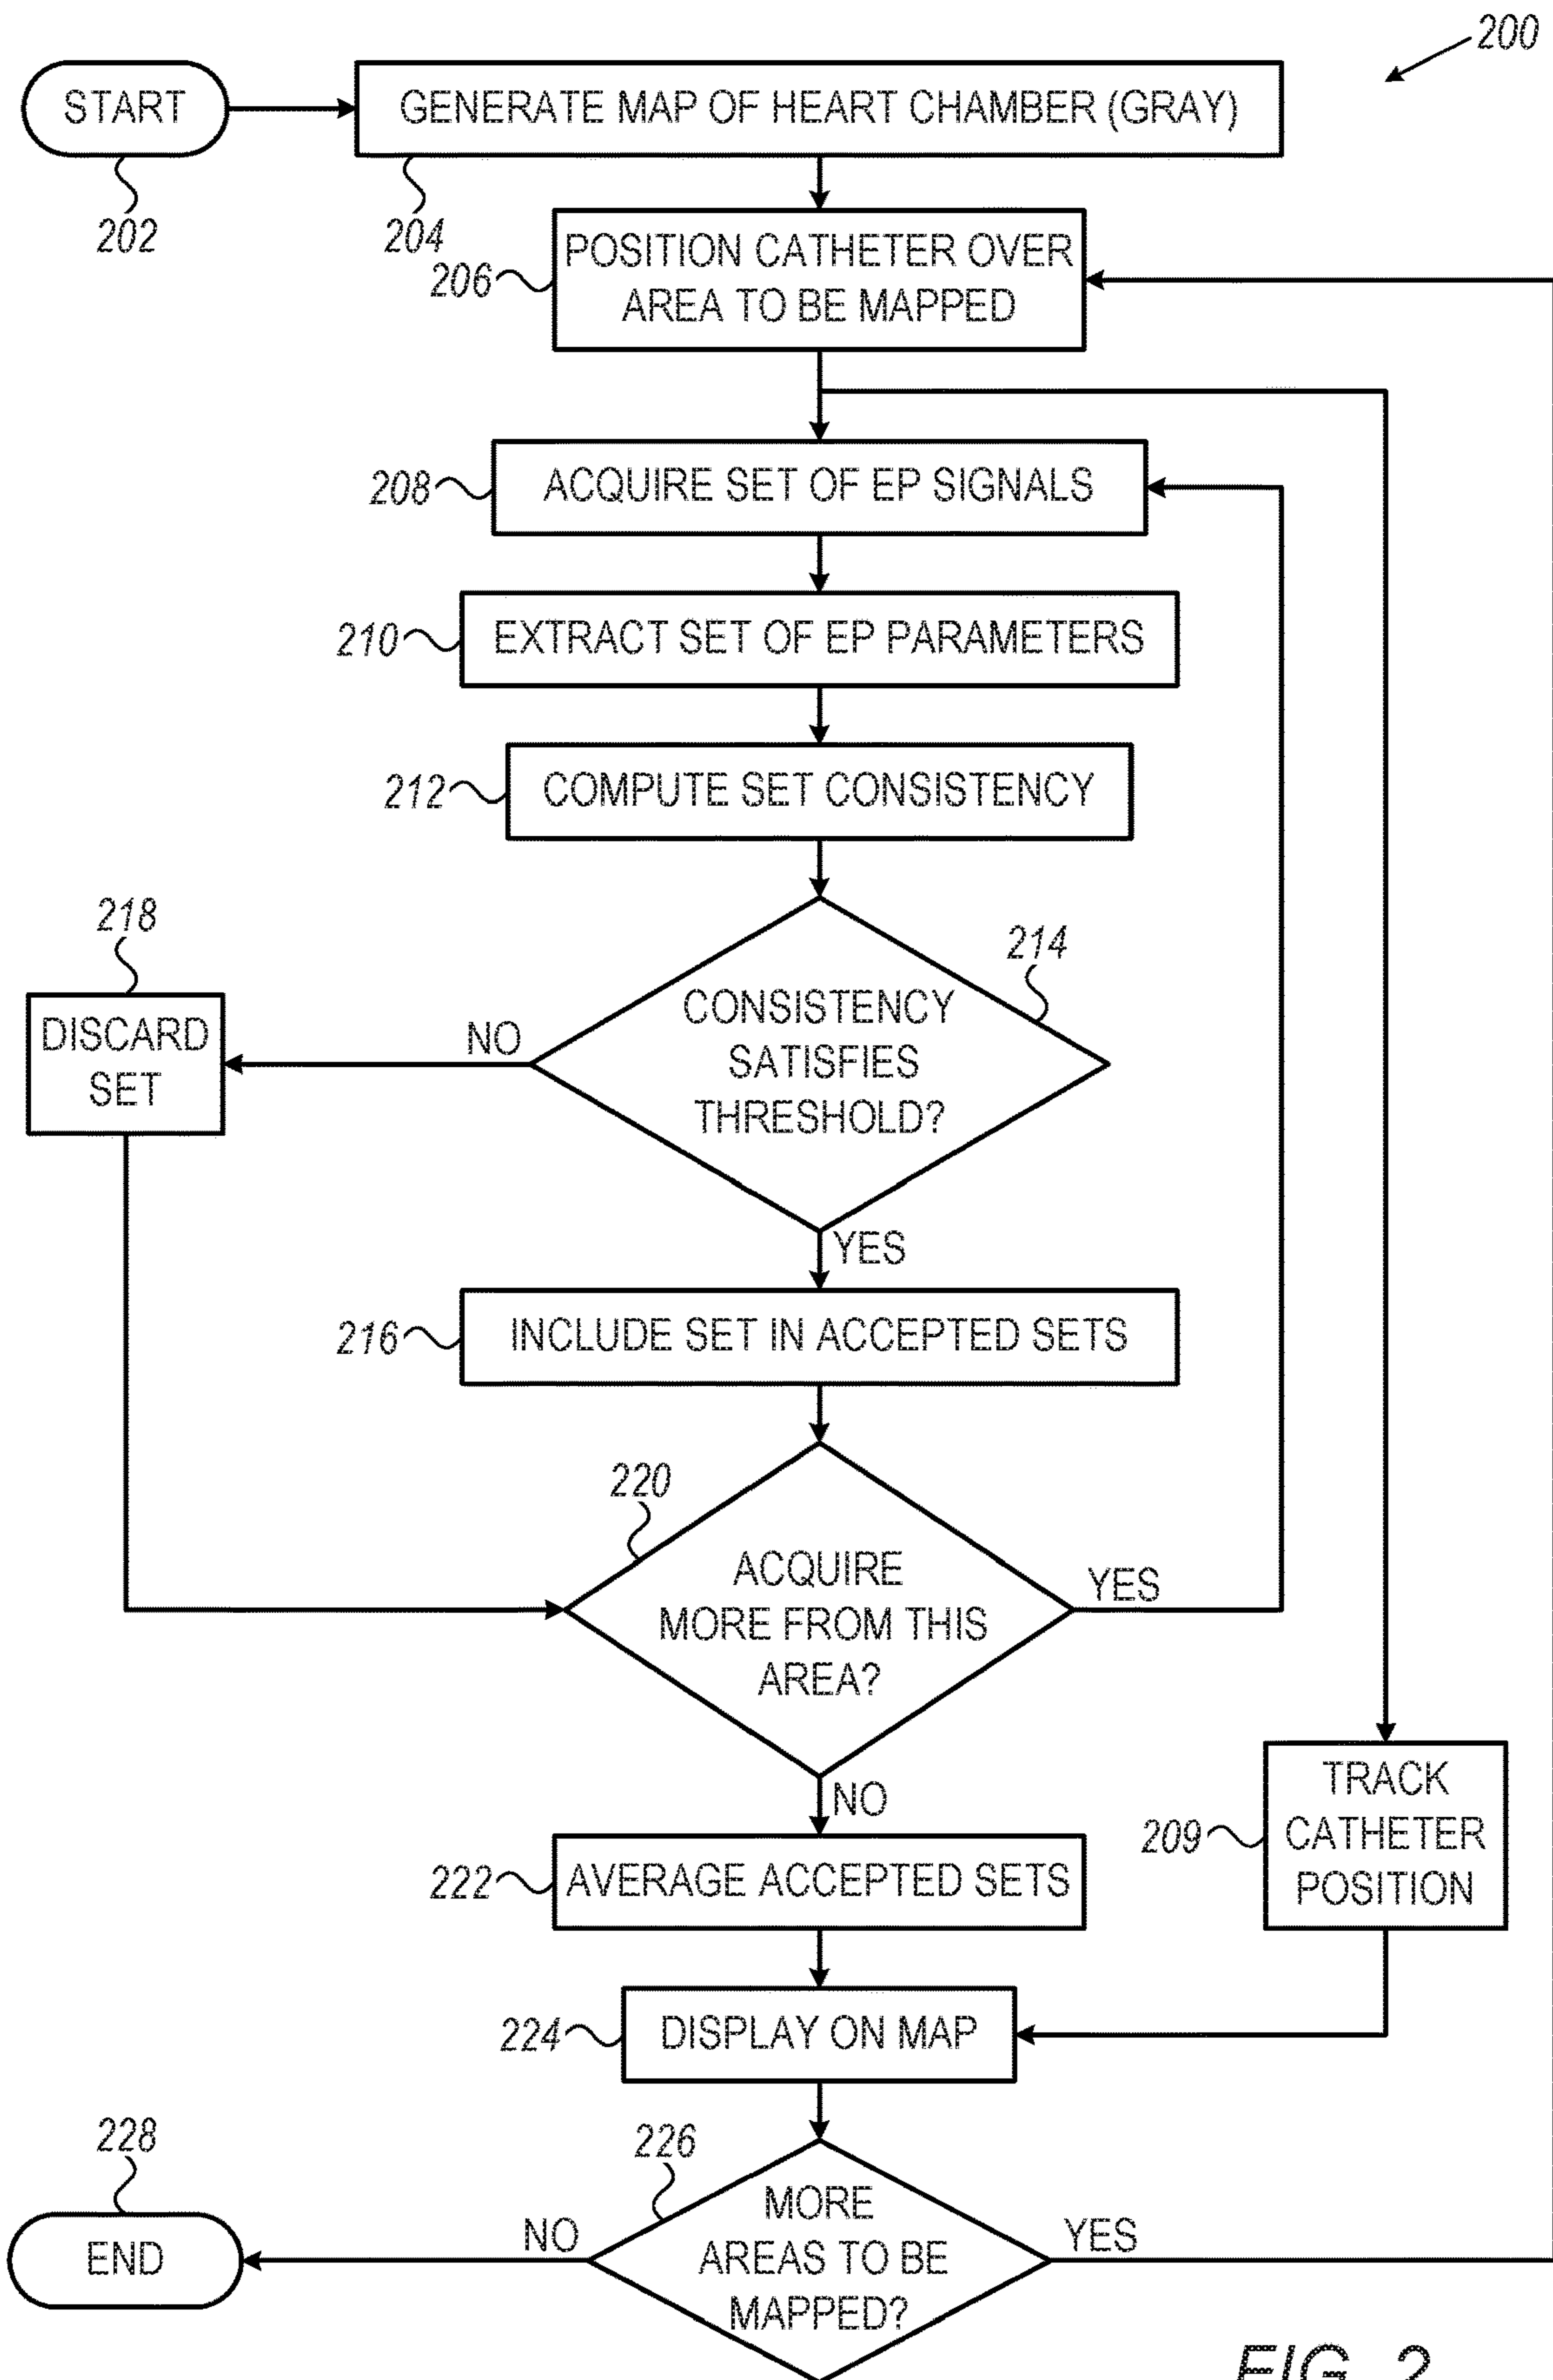 200
START
GENERATE MAP OF HEART CHAMBER (GRAY)
202
204
206
POSITION CATHETER OVER
AREA TO BE MAPPED
208
ACQUIRE SET OF EP SIGNALS
210
EXTRACT SET OF EP PARAMETERS
212
COMPUTE SET CONSISTENCY
218
214
DISCARD
SET
NO
CONSISTENCY
SATISFIES
THRESHOLD?
YES
216
INCLUDE SET IN ACCEPTED SETS
220
ACQUIRE
MORE FROM THIS
AREA?
YES
NO
209
TRACK
CATHETER
POSITION
222
AVERAGE ACCEPTED SETS
224
DISPLAY ON MAP
228
226
END
NO
MORE
AREAS TO BE
MAPPED?
YES
FIG. 2